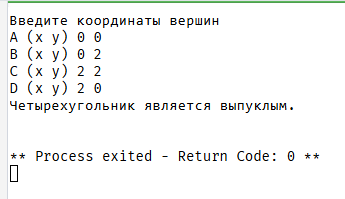 Введите координаты вершин
A (x y) 0 0
B (x y) 0 2
C (x y) 2 2
D (x y) 2 0
Четырехугольник является выпуклым.
** Process exited - Return Code: 0 **